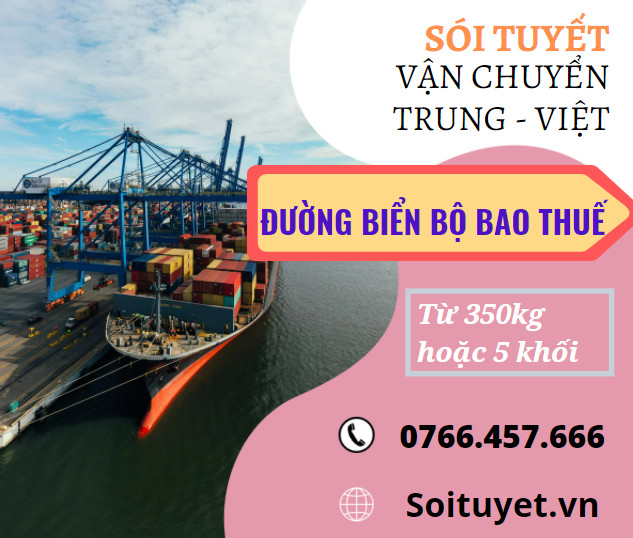 SÓI TUYẾT
VẬN CHUYỂN
TRUNG - VIỆT
ĐƯỜNG BIỂN BỘ BAO THUẾ
Từ 350kg
hoặc 5 khối
0766.457.666
Soituyet.vn